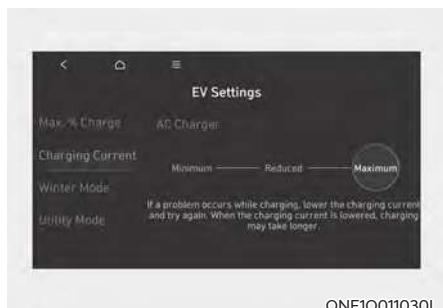 EV Settings
Max. % Charge
AC Charger
Charging Current
Minimum
Reduced
Maximum
Winter Mode
If a problem occurs while charging, lower the charging current
and try again. When the charging current is lowered, charging
may take longer.
Utility Mode
ONE1Q011030L